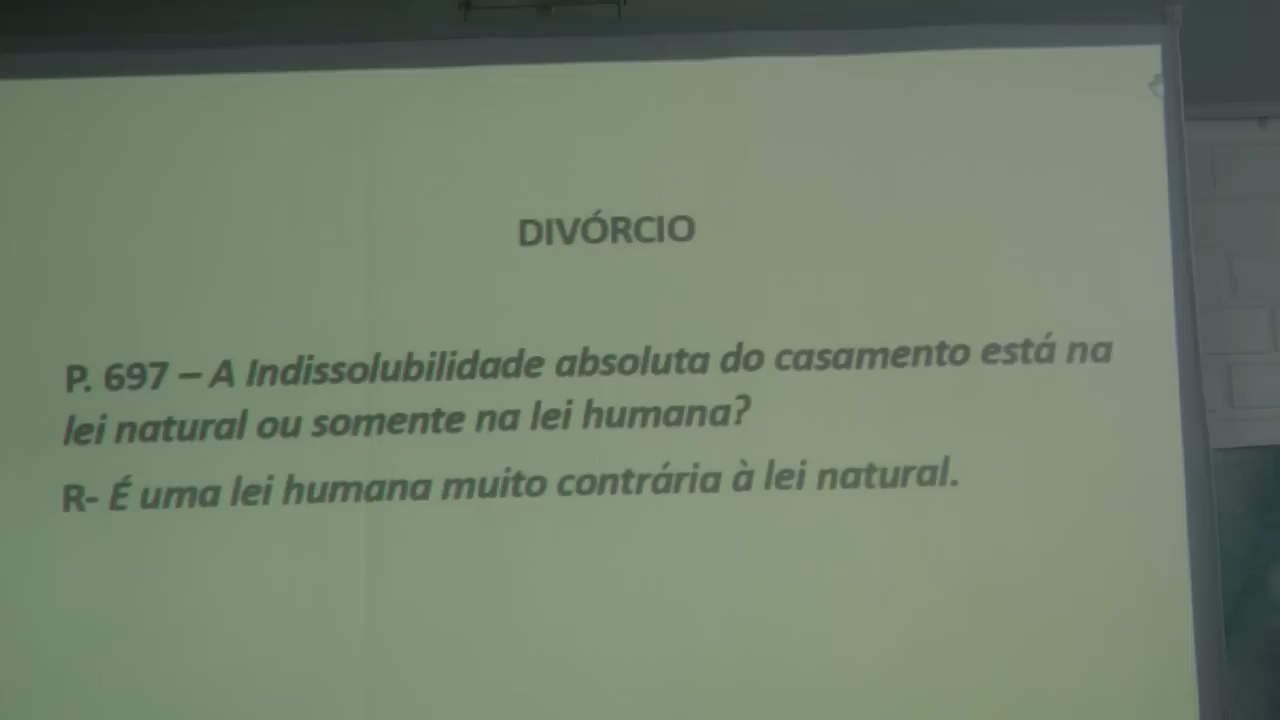 DIVÓRCIO
P. 697 – A Indissolubilidade absoluta do casamento está na
lei natural ou somente na lei humana?
R- É uma lei humana muito contrária à lei natural.